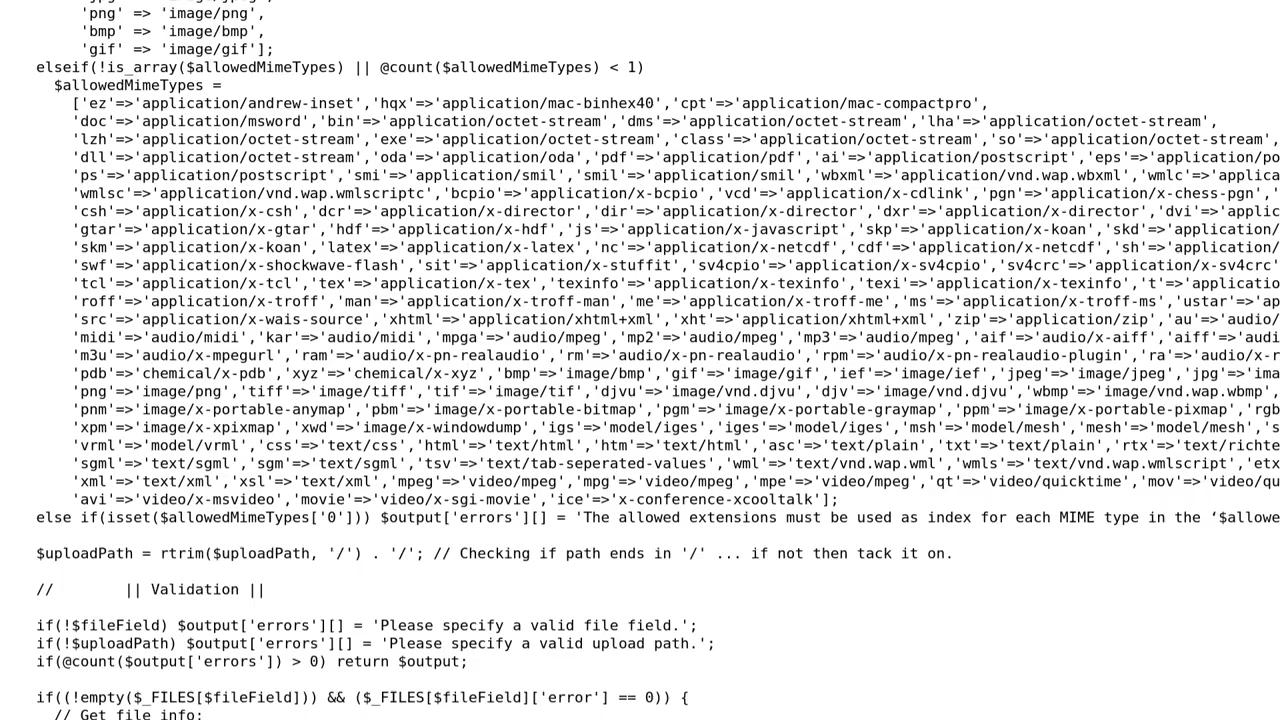 'png' => 'image/png',
'bmp' => 'image/bmp',
'gif' => 'image/gif'];
elseif(!is_array($allowedMimeTypes) || @count($allowedMimeTypes) < 1)
$allowedMimeTypes =
['ez'=>'application/andrew-inset','hqx'=>'application/mac-binhex40','cpt'=>'application/mac-compactpro',
'doc'=>'application/msword','bin'=>'application/octet-stream','dms'=>'application/octet-stream','lha'=>'application/octet-stream',
'lzh'=>'application/octet-stream','exe'=>'application/octet-stream','class'=>'application/octet-stream','so'=>'application/octet-stream',
'dll'=>'application/octet-stream','oda'=>'application/oda','pdf'=>'application/pdf','ai'=>'application/postscript','eps'=>'application/po
'ps'=>'application/postscript','smi'=>'application/smil','smil'=>'application/smil','wbxml'=>'application/vnd.wap.wbxml','wmlc'=>'applica
'wmlsc'=>'application/vnd.wap.wmlscriptc','bcpio'=>'application/x-bcpio','vcd'=>'application/x-cdlink','pgn'=>'application/x-chess-pgn','
'csh'=>'application/x-csh','dcr'=>'application/x-director','dir'=>'application/x-director','dxr'=>'application/x-director','dvi'=>'applic
'gtar'=>'application/x-gtar','hdf'=>'application/x-hdf','js'=>'application/x-javascript','skp'=>'application/x-koan','skd'=>'application/
'skm'=>'application/x-koan','latex'=>'application/x-latex','nc'=>'application/x-netcdf','cdf'=>'application/x-netcdf','sh'=>'application/
'swf'=>'application/x-shockwave-flash','sit'=>'application/x-stuffit','sv4cpio'=>'application/x-sv4cpio','sv4crc'=>'application/x-sv4crc'
'tcl'=>'application/x-tcl','tex'=>'application/x-tex','texinfo'=>'application/x-texinfo','texi'=>'application/x-texinfo','t'=>'applicatio
'roff'=>'application/x-troff','man'=>'application/x-troff-man','me'=>'application/x-troff-me','ms'=>'application/x-troff-ms','ustar'=>'ap
'src'=>'application/x-wais-source','xhtml'=>'application/xhtml+xml','xht'=>'application/xhtml+xml','zip'=>'application/zip','au'=>'audio/
'midi'=>'audio/midi','kar'=>'audio/midi','mpga'=>'audio/mpeg','mp2'=>'audio/mpeg','mp3'=>'audio/mpeg','aif'=>'audio/x-aiff','aiff'=>'audi
'm3u'=>'audio/x-mpegurl','ram'=>'audio/x-pn-realaudio','rm'=>'audio/x-pn-realaudio','rpm'=>'audio/x-pn-realaudio-plugin','ra'=>'audio/x-r
'pdb'=>'chemical/x-pdb','xyz'=>'chemical/x-xyz','bmp'=>'image/bmp','gif'=>'image/gif','ief'=>'image/ief','jpeg'=>'image/jpeg','jpg'=>'ima
'png'=>'image/png','tiff'=>'image/tiff','tif'=>'image/tif','djvu'=>'image/vnd.djvu','djv'=>'image/vnd.djvu','wbmp'=>'image/vnd.wap.wbmp',
'pnm'=>'image/x-portable-anymap','pbm'=>'image/x-portable-bitmap','pgm'=>'image/x-portable-graymap','ppm'=>'image/x-portable-pixmap','rgb
'xpm'=>'image/x-xpixmap','xwd'=>'image/x-windowdump','igs'=>'model/iges','iges'=>'model/iges','msh'=>'model/mesh','mesh'=>'model/mesh','s
'vrml'=>'model/vrml','css'=>'text/css','html'=>'text/html','htm'=>'text/html','asc'=>'text/plain','txt'=>'text/plain','rtx'=>'text/richte
'sgml'=>'text/sgml','sgm'=>'text/sgml','tsv'=>'text/tab-seperated-values','wml'=>'text/vnd.wap.wml','wmls'=>'text/vnd.wap.wmlscript','etx
'xml'=>'text/xml','xsl'=>'text/xml','mpeg'=>'video/mpeg','mpg'=>'video/mpeg','mpe'=>'video/mpeg','qt'=>'video/quicktime','mov'=>'video/qu
'avi'=>'video/x-msvideo','movie'=>'video/x-sgi-movie','ice'=>'x-conference-xcooltalk'];
else if(isset($allowedMimeTypes['0'])) $output['errors'][] = 'The allowed extensions must be used as index for each MIME type in the ‘$allowe
$uploadPath = rtrim($uploadPath, '/') . '/'; // Checking if path ends in '/' ... if not then tack it on.
// || Validation ||
if(!$fileField) $output['errors'][] = 'Please specify a valid file field.';
if(!$uploadPath) $output['errors'][] = 'Please specify a valid upload path.';
if(@count($output['errors']) > 0) return $output;
if((!empty($_FILES[$fileField])) && ($_FILES[$fileField]['error'] == 0)) {
// Get file info: